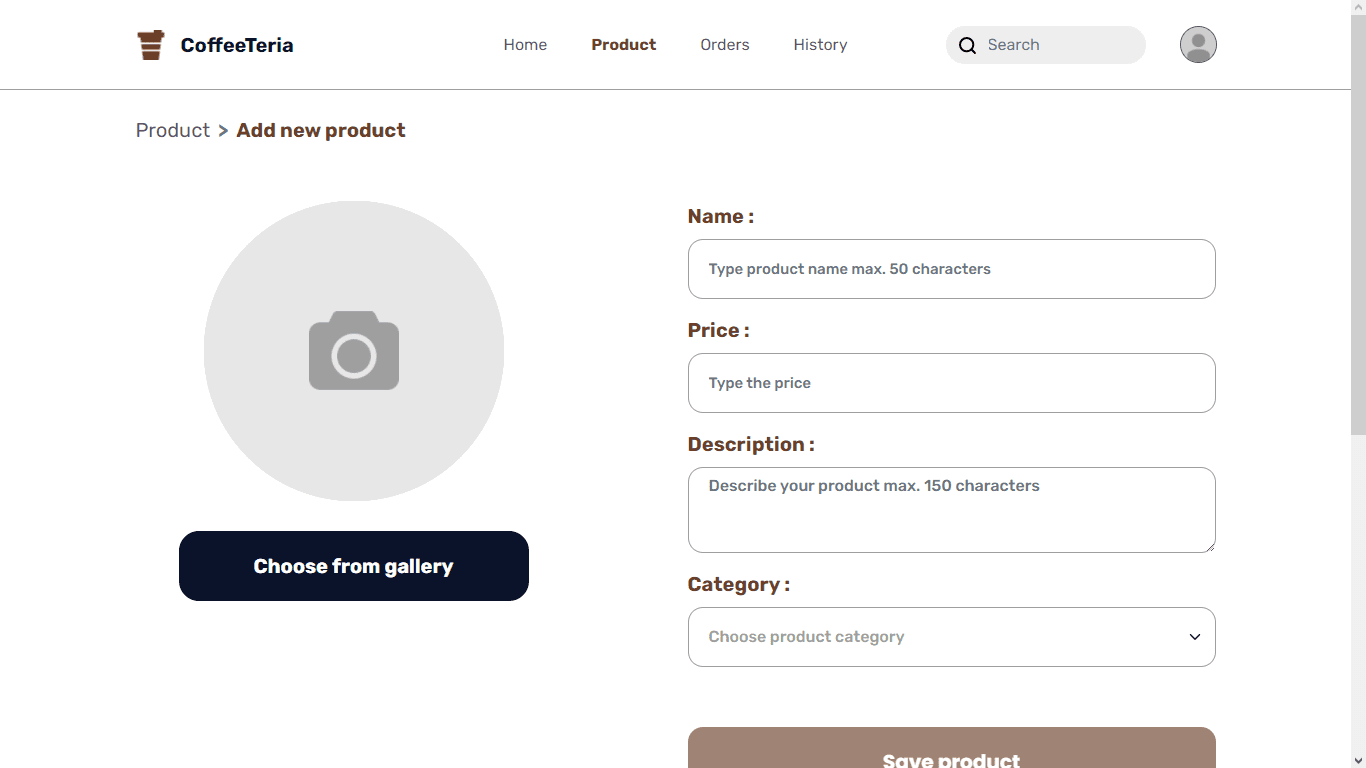 CoffeeTeria Home Product Orders History Search
Product > Add new product
Name :
Type product name max. 50 characters
Price :
Type the price
Description :
Describe your product max. 150 characters
Choose from gallery
Category :
Choose product category
Save product